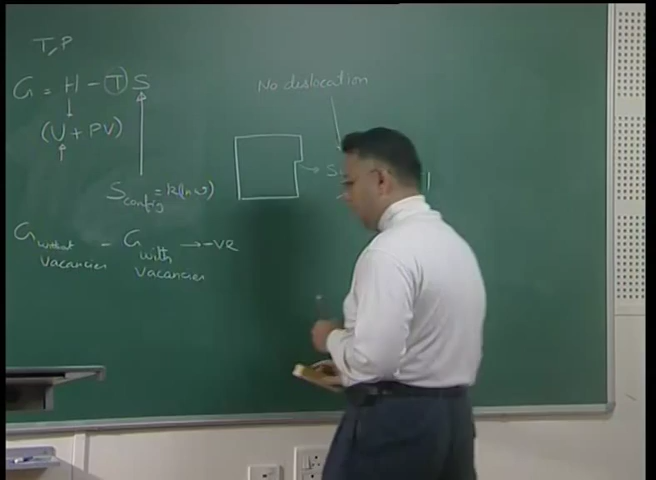 T, P
G = H - T S
(U + PV)
S config = k(ln ω)
G without vacancies - G with vacancies → -ve
No dislocation